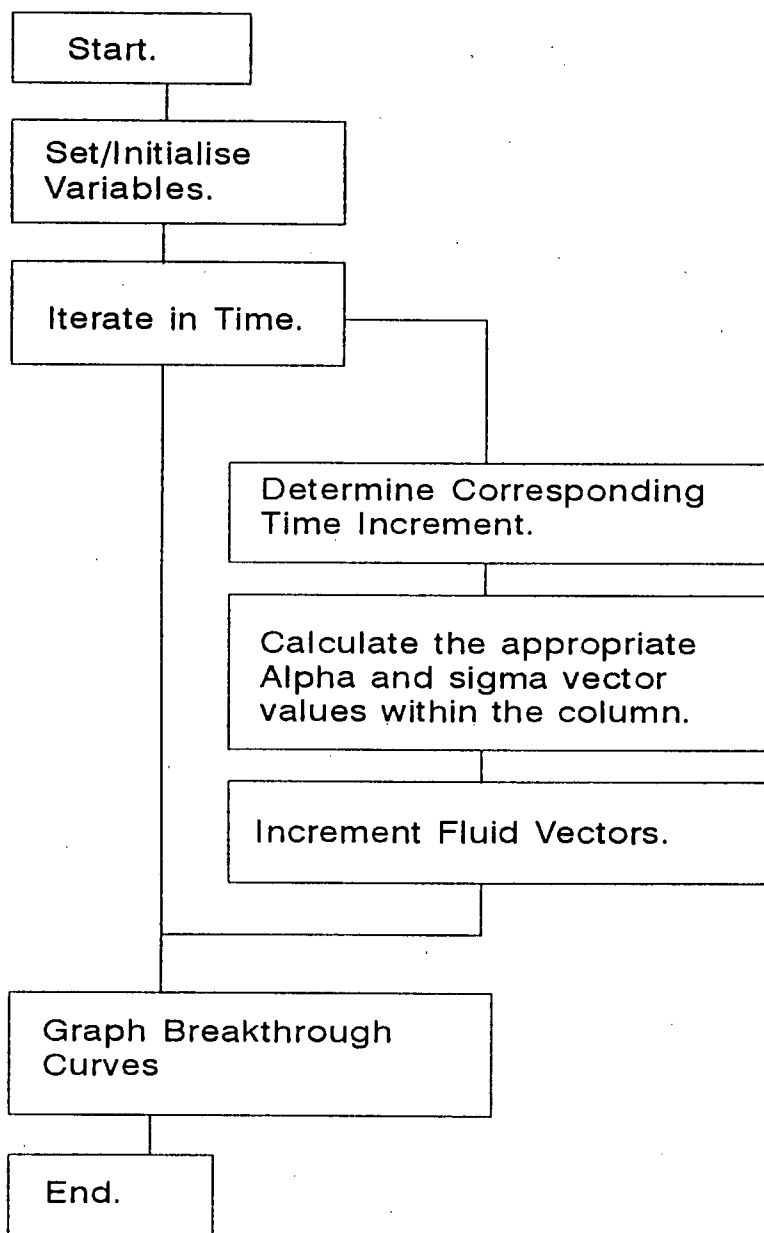 Start.
Set/Initialise
Variables.
Iterate in Time.
Determine Corresponding
Time Increment.
Calculate the appropriate
Alpha and sigma vector
values within the column.
Increment Fluid Vectors.
Graph Breakthrough
Curves
End.